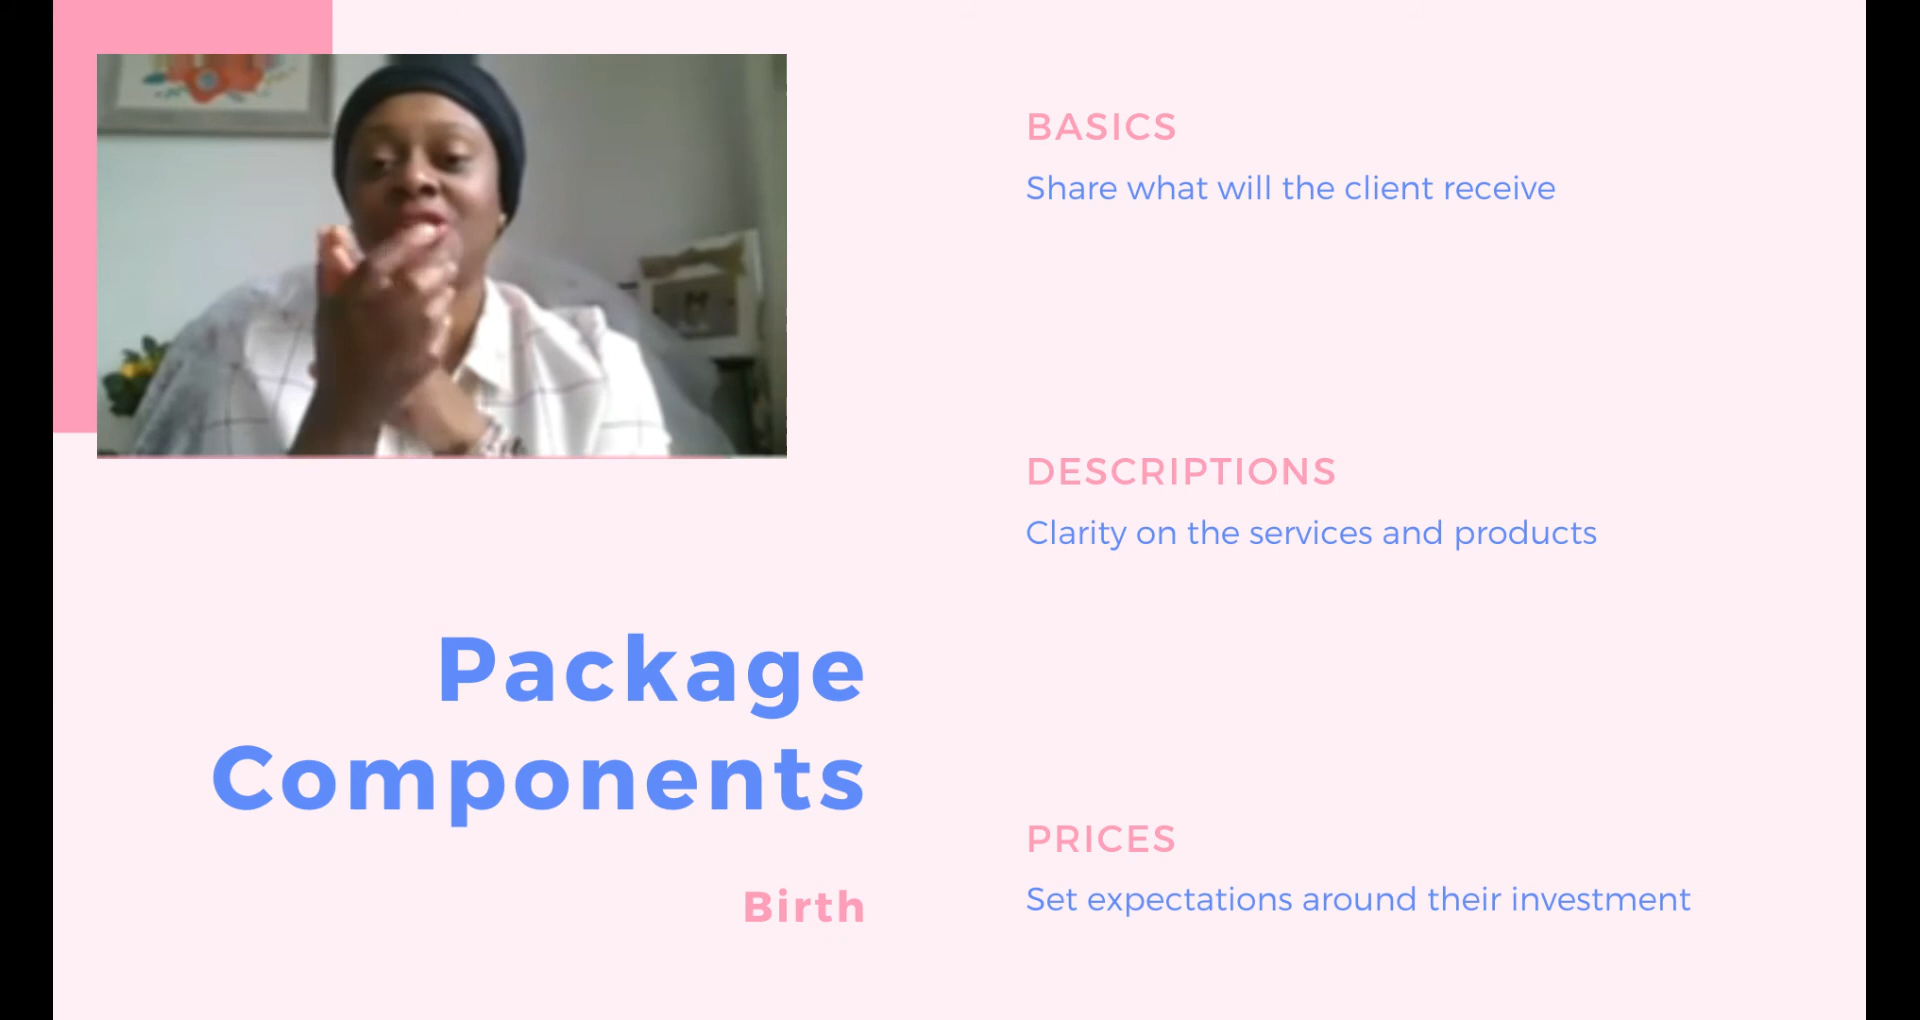 Package
Components
Birth
BASICS
Share what will the client receive
DESCRIPTIONS
Clarity on the services and products
PRICES
Set expectations around their investment